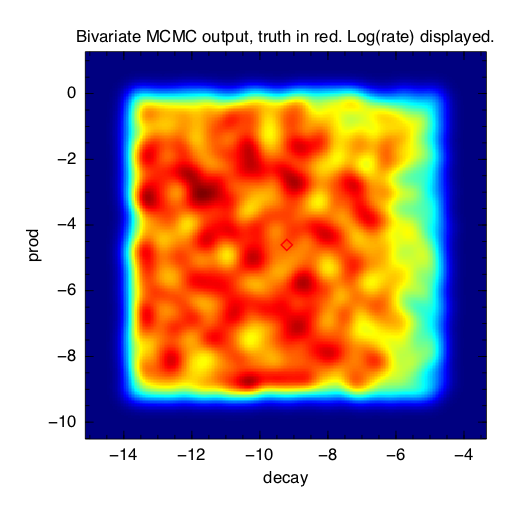 Bivariate MCMC output, truth in red. Log(rate) displayed.
0
−2
−4
−6
−8
−10
prod
−14 −12 −10 −8 −6 −4
decay